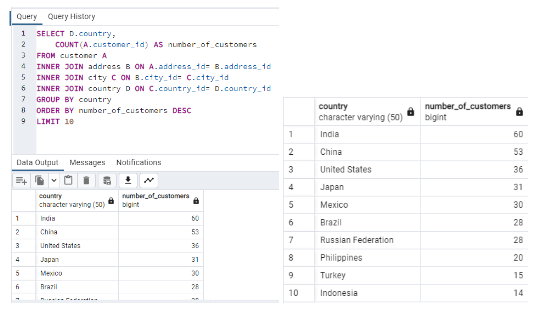 Query Query History
1 SELECT D.country,
2 COUNT(A.customer_id) AS number_of_customers
3 FROM customer A
4 INNER JOIN address B ON A.address_id= B.address_id
5 INNER JOIN city C ON B.city_id= C.city_id
6 INNER JOIN country D ON C.country_id= D.country_id
7 GROUP BY country
8 ORDER BY number_of_customers DESC
9 LIMIT 10
Data Output Messages Notifications
country number_of_customers
character varying (50) bigint
1 India 60
2 China 53
3 United States 36
4 Japan 31
5 Mexico 30
6 Brazil 28
country number_of_customers
character varying (50) bigint
1 India 60
2 China 53
3 United States 36
4 Japan 31
5 Mexico 30
6 Brazil 28
7 Russian Federation 28
8 Philippines 20
9 Turkey 15
10 Indonesia 14